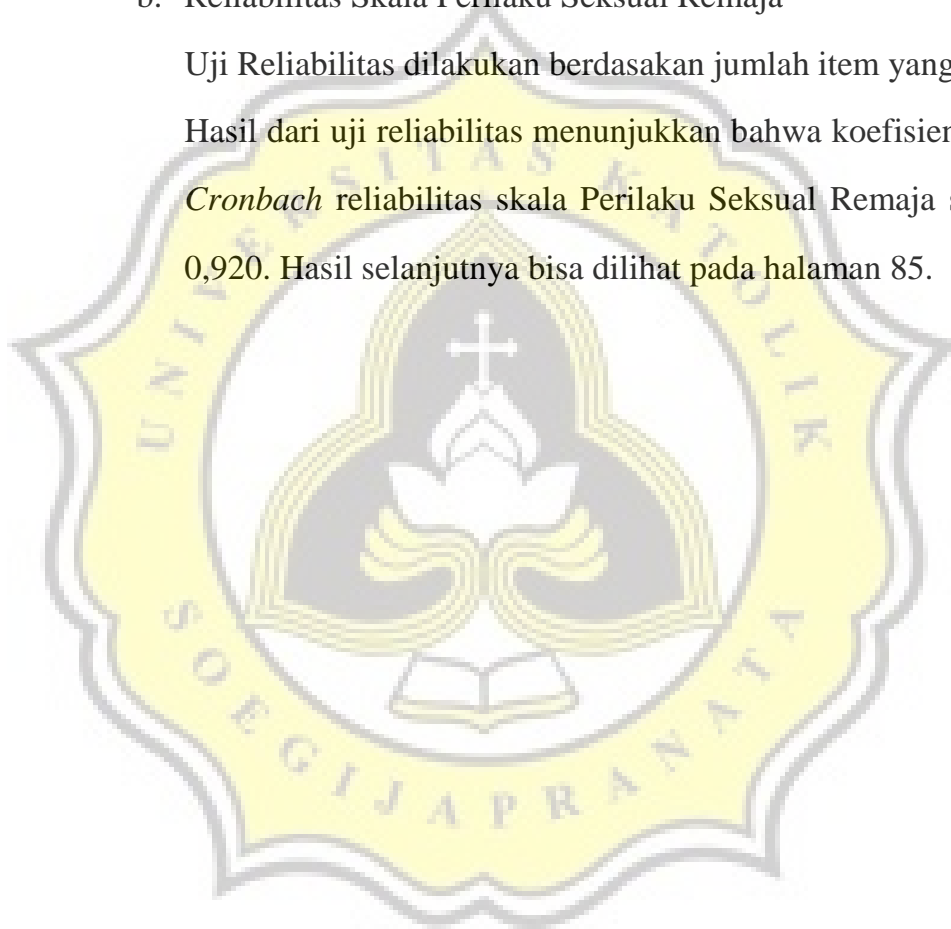 b. Reliabilitas Skala Perilaku Seksual Remaja
Uji Reliabilitas dilakukan berdasakan jumlah item yang
Hasil dari uji reliabilitas menunjukkan bahwa koefisien
Cronbach reliabilitas skala Perilaku Seksual Remaja
0,920. Hasil selanjutnya bisa dilihat pada halaman 85.
UNIVERSITAS KATOLIK
SOEGIJAPRANATA